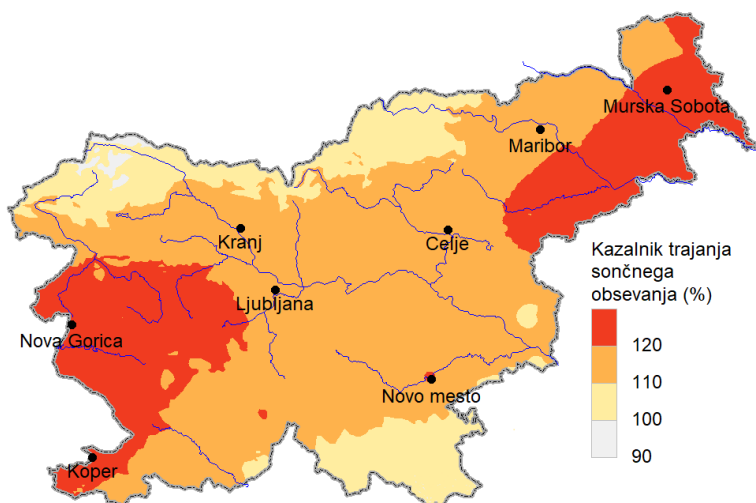 Murska Sobota
Maribor
Kranj
Celje
Ljubljana
Nova Gorica
Novo mesto
Koper
Kazalnik trajanja
sončnega
obsevanja (%)
120
110
100
90